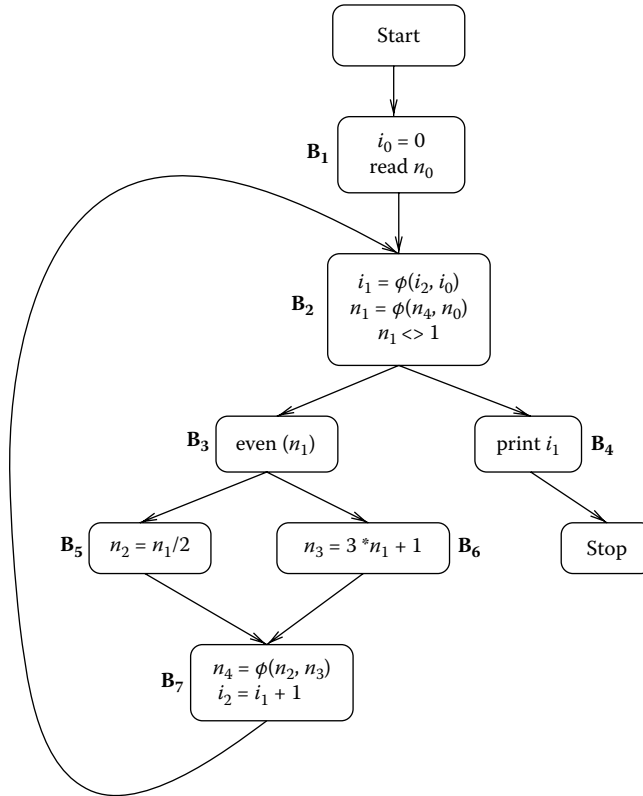 Start
B₁
i₀ = 0
read n₀
B₂
i₁ = ϕ(i₂, i₀)
n₁ = ϕ(n₄, n₀)
n₁ <> 1
B₃
even (n₁)
print i₁
B₄
B₅
n₂ = n₁/2
n₃ = 3 *n₁ + 1
B₆
Stop
B₇
n₄ = ϕ(n₂, n₃)
i₂ = i₁ + 1